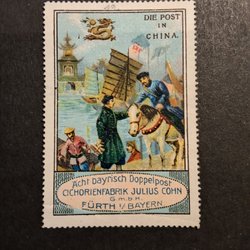 DIE POST
IN
CHINA.
Acht bayrisch Doppelpost
CICHORIENFABRIK JULIUS COHN
G.m.b.H.
FÜRTH i/BAYERN